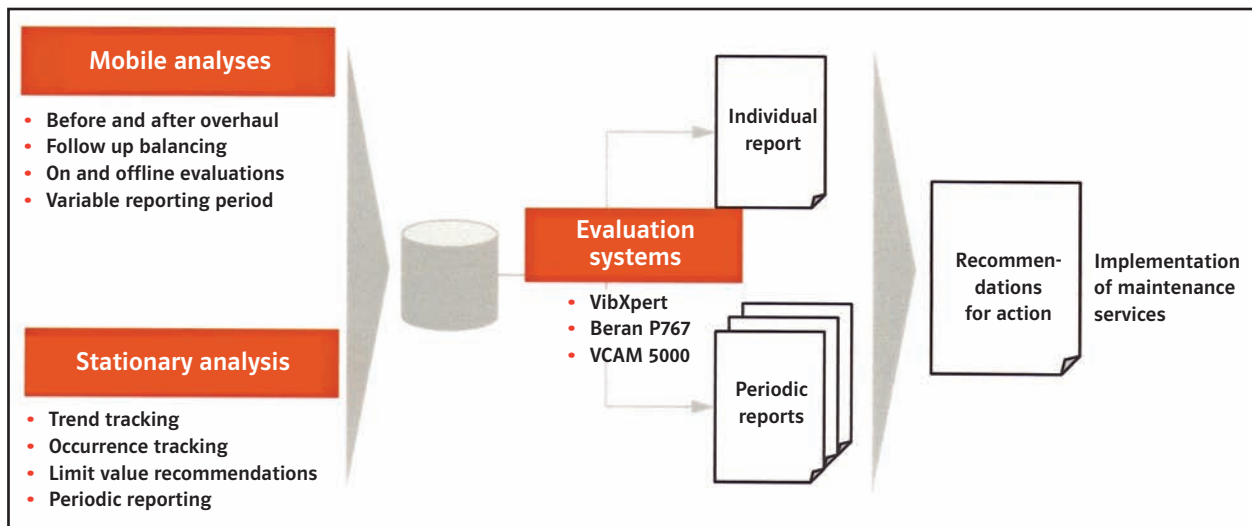 Mobile analyses
• Before and after overhaul
• Follow up balancing
• On and offline evaluations
• Variable reporting period
Stationary analysis
• Trend tracking
• Occurrence tracking
• Limit value recommendations
• Periodic reporting
Evaluation
systems
• VibXpert
• Beran P767
• VCAM 5000
Individual
report
Periodic
reports
Recommen-
dations
for action
Implementation
of maintenance
services